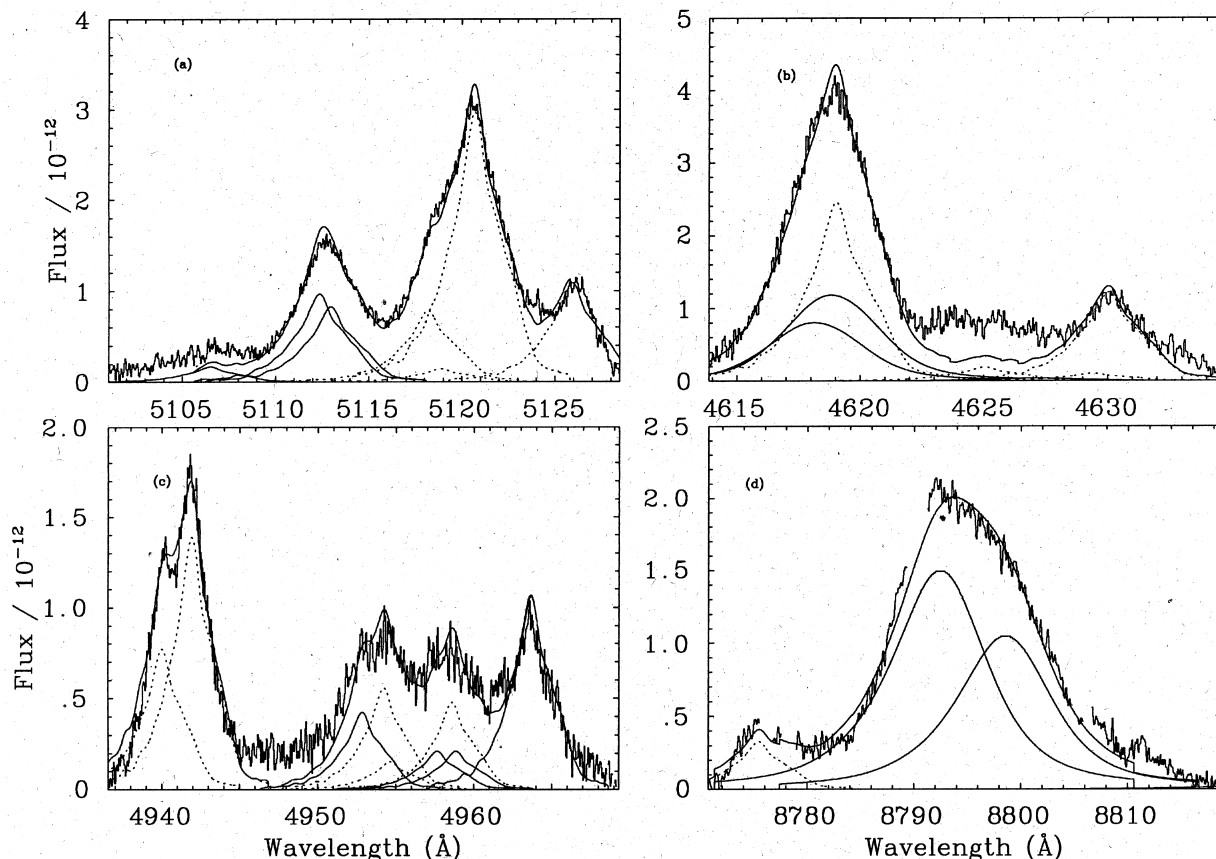 4
3
2
1
0
Flux / 10⁻¹²
(a)
5105 5110 5115 5120 5125
5
4
3
2
1
0
(b)
4615 4620 4625 4630
2.0
1.5
1.0
.5
0
Flux / 10⁻¹²
(c)
4940 4950 4960
Wavelength (Å)
2.5
2.0
1.5
1.0
.5
0
(d)
8780 8790 8800 8810
Wavelength (Å)